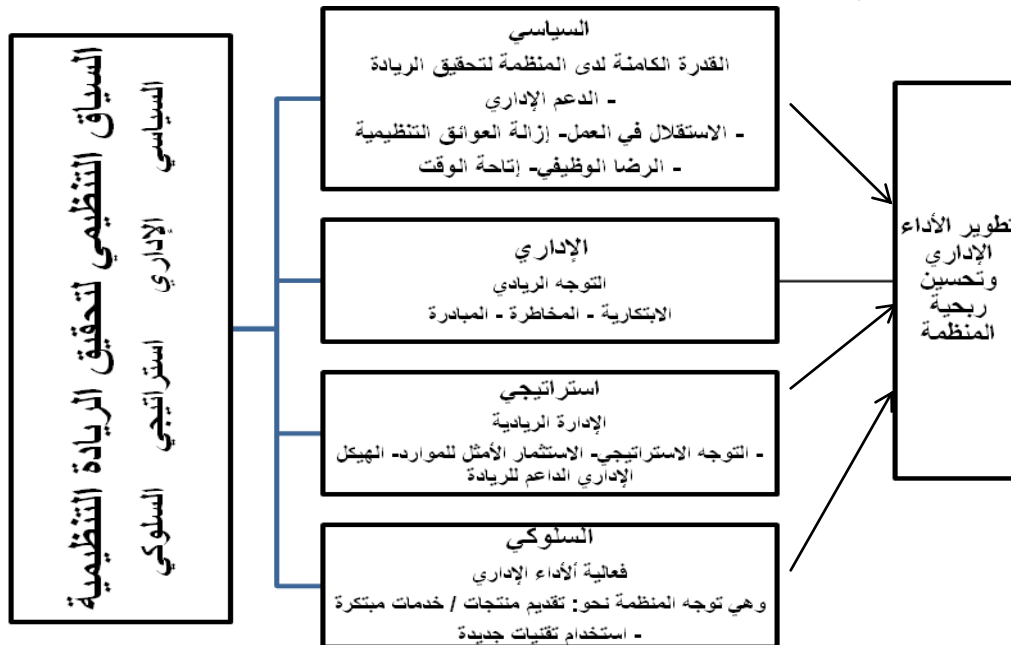 السياق التنظيمي لتحقيق الريادة التنظيمية
السياسي
الإداري
استراتيجي
السلوكي
السياسي
القدرة الكامنة لدى المنظمة لتحقيق الريادة
- الدعم الإداري
- الاستقلال في العمل- إزالة العوائق التنظيمية
- الرضا الوظيفي- إتاحة الوقت
الإداري
التوجه الريادي
الابتكارية - المخاطرة - المبادرة
استراتيجي
الإدارة الريادية
- التوجه الاستراتيجي- الاستثمار الأمثل للموارد- الهيكل
الإداري الداعم للريادة
السلوكي
فعالية ألأداء الإداري
وهي توجه المنظمة نحو: تقديم منتجات / خدمات مبتكرة
- استخدام تقنيات جديدة
تطوير الأداء
الإداري
وتحسين
ربحية
المنظمة